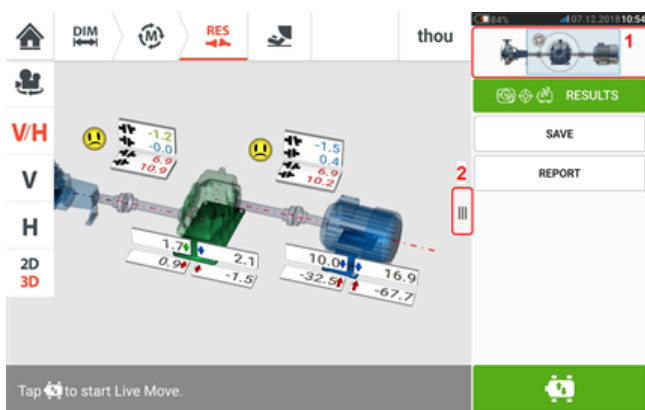 84% 07.12.2018 10:54
DIM
M
RES
thou
1
RESULTS
SAVE
REPORT
V/H
V
H
2D
3D
-1.2
-0.0
6.9
10.9
-1.5
0.4
6.9
10.2
2
1.7 2.1
0.9 -1.5
10.0 16.9
-32.5 -67.7
Tap to start Live Move.